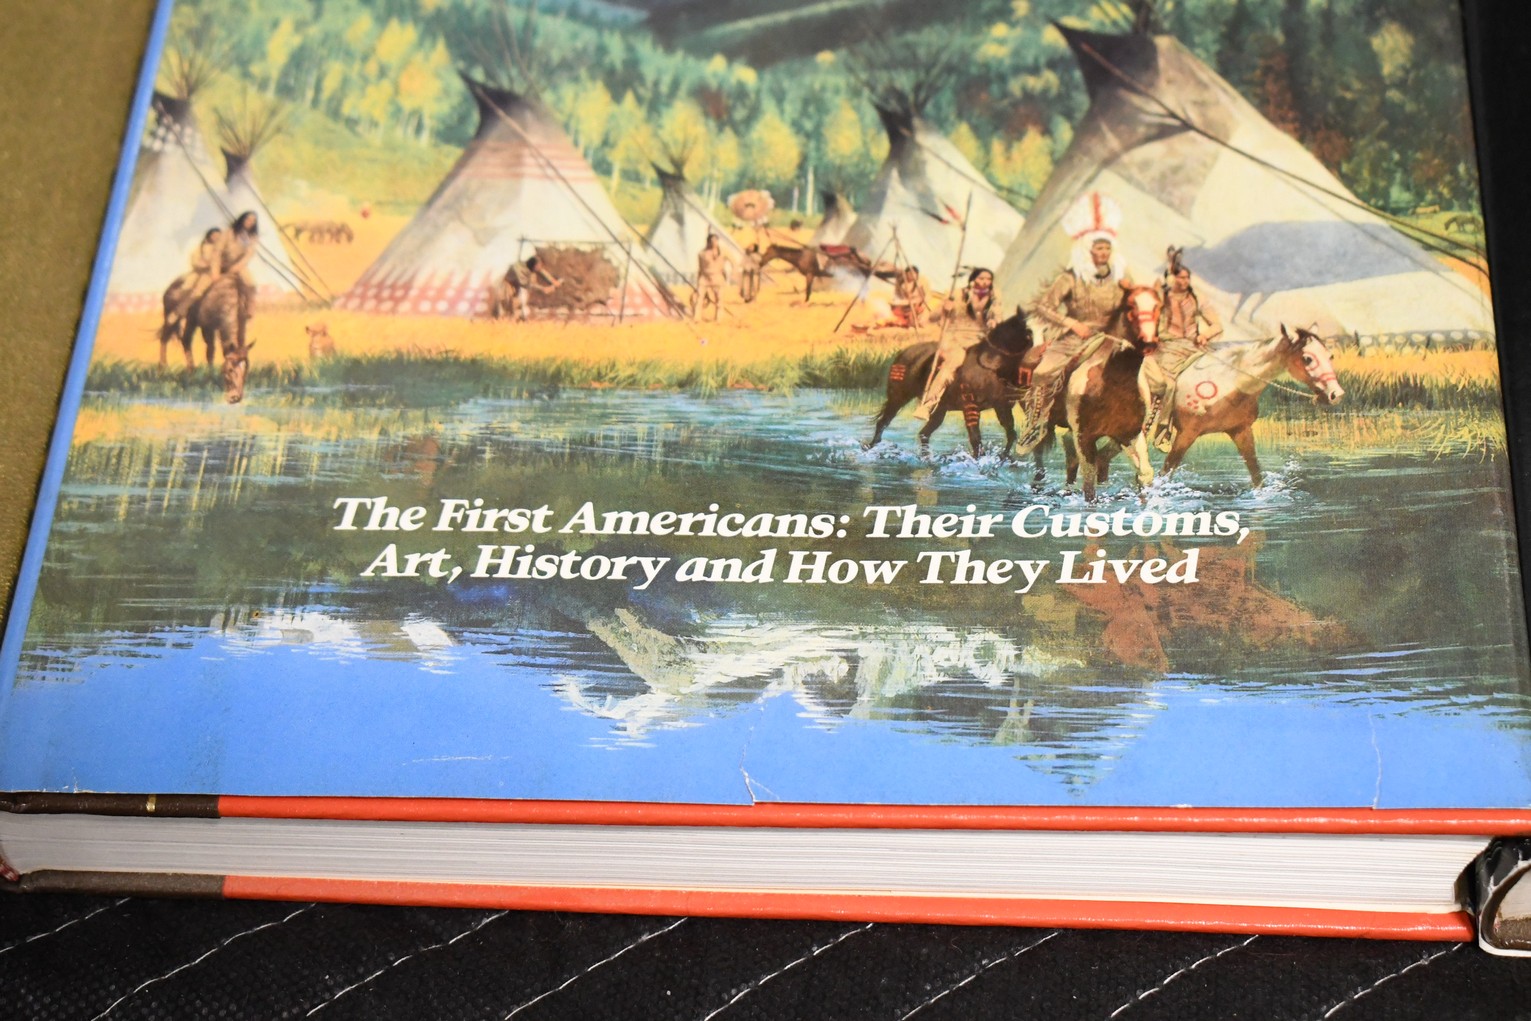 The First Americans: Their Customs,
Art, History and How They Lived